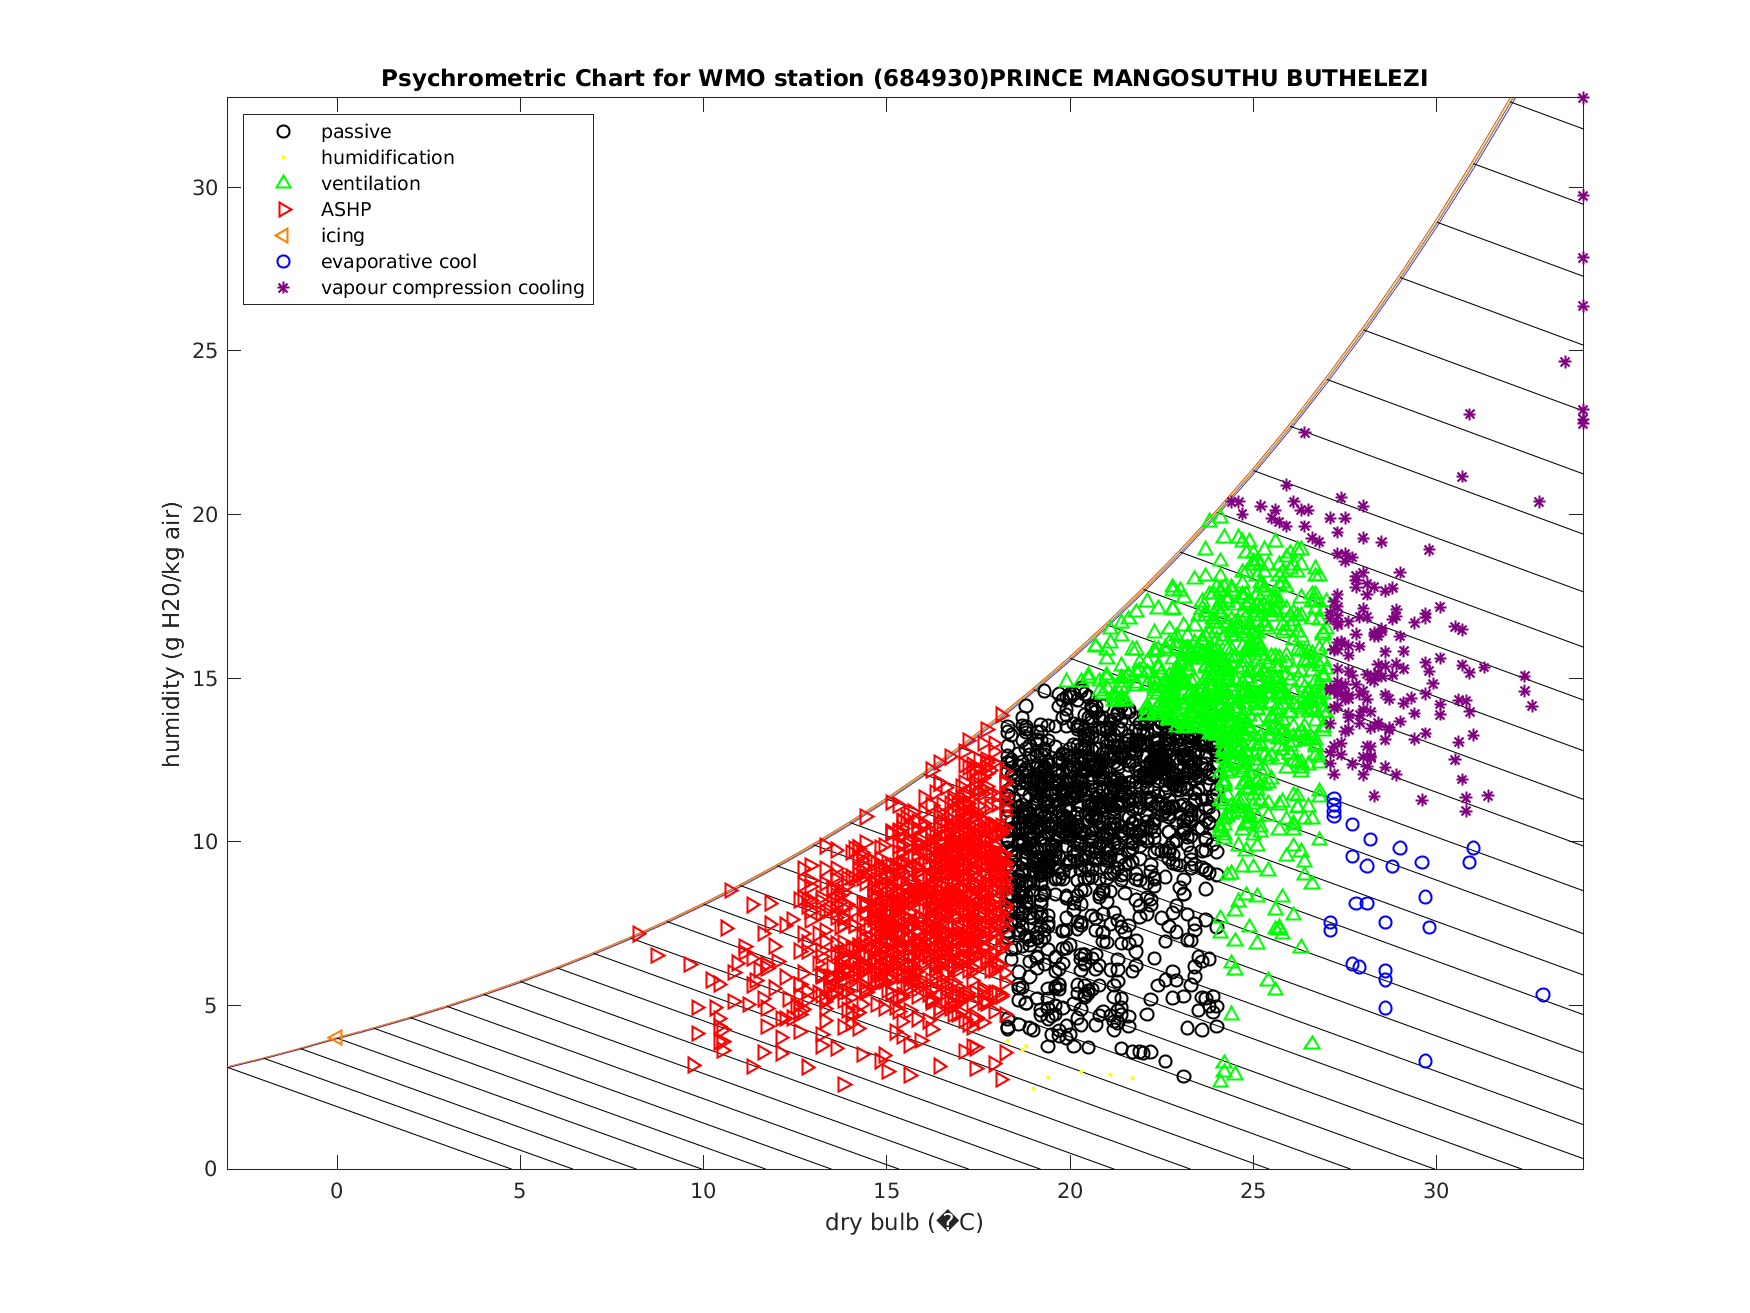 Psychrometric Chart for WMO station (684930)PRINCE MANGOSUTHU BUTHELEZI
passive
humidification
ventilation
ASHP
icing
evaporative cool
vapour compression cooling
humidity (g H20/kg air)
30
25
20
15
10
5
0
0 5 10 15 20 25 30
dry bulb (�C)